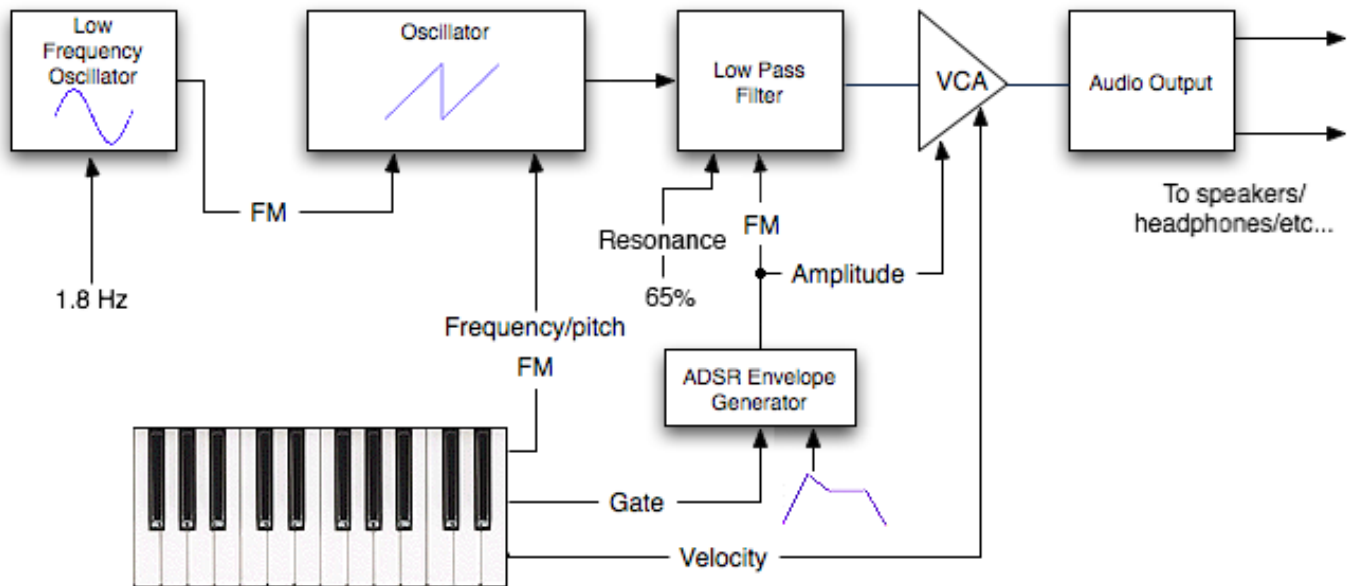 Low
Frequency
Oscillator
Oscillator
Low Pass
Filter
VCA
Audio Output
To speakers/
headphones/etc...
FM
FM
Resonance
Amplitude
1.8 Hz
65%
Frequency/pitch
FM
ADSR Envelope
Generator
Gate
Velocity